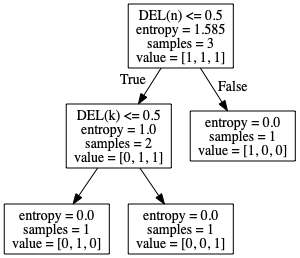 DEL(n) <= 0.5
entropy = 1.585
samples = 3
value = [1, 1, 1]
True
False
DEL(k) <= 0.5
entropy = 1.0
samples = 2
value = [0, 1, 1]
entropy = 0.0
samples = 1
value = [1, 0, 0]
entropy = 0.0
samples = 1
value = [0, 1, 0]
entropy = 0.0
samples = 1
value = [0, 0, 1]